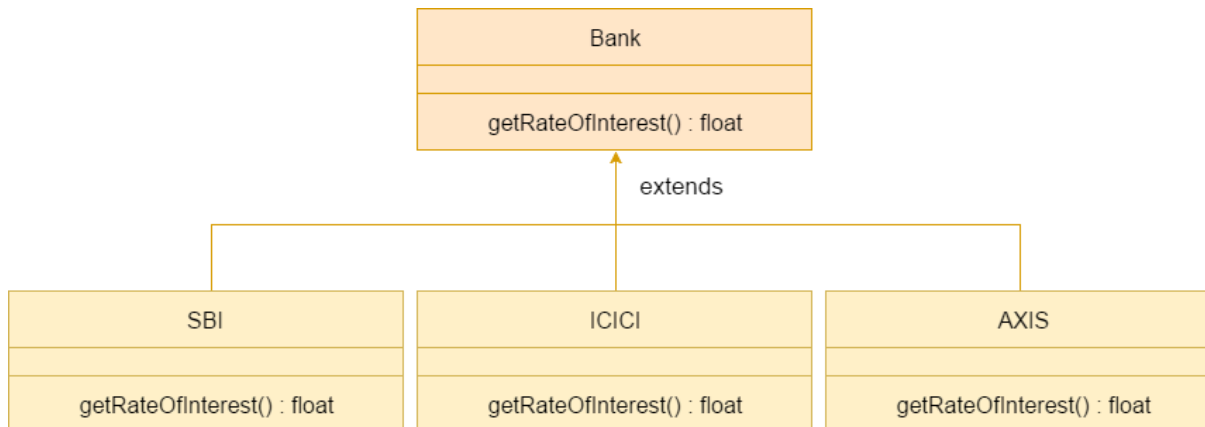 Bank
getRateOfInterest() : float
extends
SBI
ICICI
AXIS
getRateOfInterest() : float
getRateOfInterest() : float
getRateOfInterest() : float